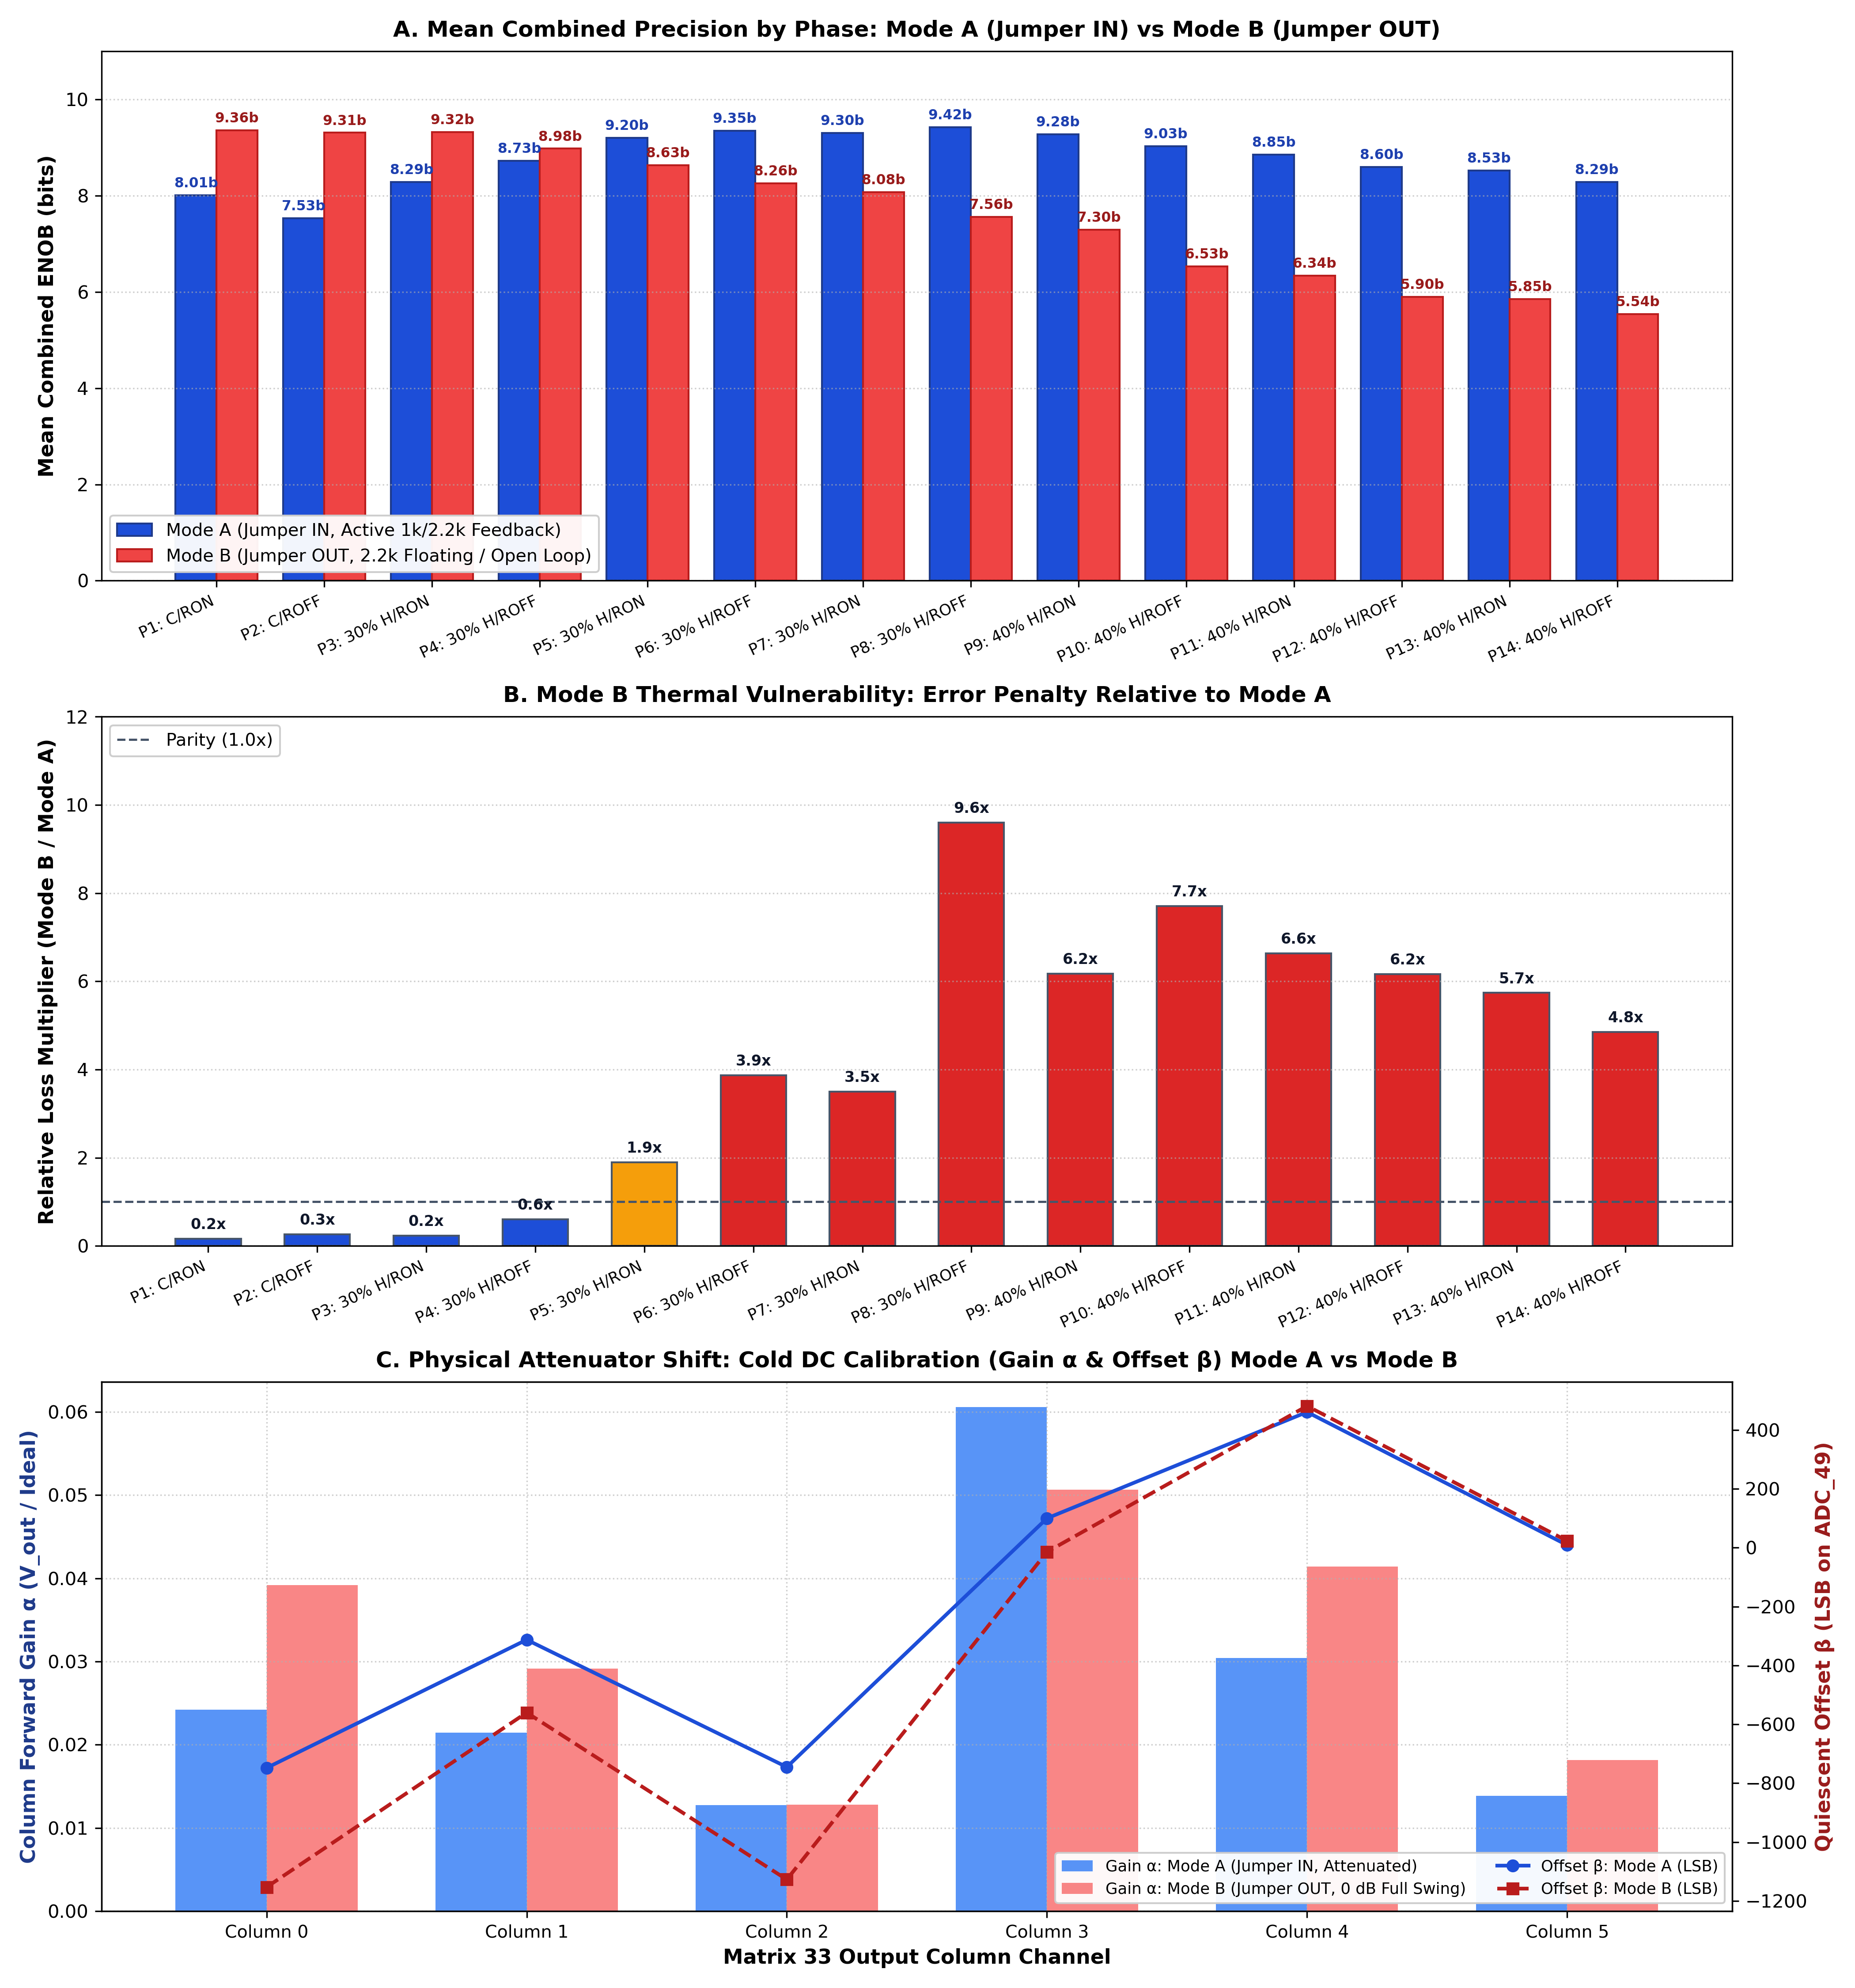 A. Mean Combined Precision by Phase: Mode A (Jumper IN) vs Mode B (Jumper OUT)
Mean Combined ENOB (bits)
10
8
6
4
2
0
8.01b
9.36b
7.53b
9.31b
8.29b
9.32b
8.73b
8.98b
9.20b
8.63b
9.35b
8.26b
9.30b
8.08b
9.42b
7.56b
9.28b
7.30b
9.03b
6.53b
8.85b
6.34b
8.60b
5.90b
8.53b
5.85b
8.29b
5.54b
Mode A (Jumper IN, Active 1k/2.2k Feedback)
Mode B (Jumper OUT, 2.2k Floating / Open Loop)
P1: C/RON
P2: C/ROFF
P3: 30% H/RON
P4: 30% H/ROFF
P5: 30% H/RON
P6: 30% H/ROFF
P7: 30% H/RON
P8: 30% H/ROFF
P9: 40% H/RON
P10: 40% H/ROFF
P11: 40% H/RON
P12: 40% H/ROFF
P13: 40% H/RON
P14: 40% H/ROFF
B. Mode B Thermal Vulnerability: Error Penalty Relative to Mode A
Relative Loss Multiplier (Mode B / Mode A)
12
10
8
6
4
2
0
Parity (1.0x)
0.2x
0.3x
0.2x
0.6x
1.9x
3.9x
3.5x
9.6x
6.2x
7.7x
6.6x
6.2x
5.7x
4.8x
P1: C/RON
P2: C/ROFF
P3: 30% H/RON
P4: 30% H/ROFF
P5: 30% H/RON
P6: 30% H/ROFF
P7: 30% H/RON
P8: 30% H/ROFF
P9: 40% H/RON
P10: 40% H/ROFF
P11: 40% H/RON
P12: 40% H/ROFF
P13: 40% H/RON
P14: 40% H/ROFF
C. Physical Attenuator Shift: Cold DC Calibration (Gain α & Offset β) Mode A vs Mode B
Column Forward Gain α (V_out / Ideal)
0.06
0.05
0.04
0.03
0.02
0.01
0.00
Quiescent Offset β (LSB on ADC_49)
400
200
0
−200
−400
−600
−800
−1000
−1200
Gain α: Mode A (Jumper IN, Attenuated)
Gain α: Mode B (Jumper OUT, 0 dB Full Swing)
Offset β: Mode A (LSB)
Offset β: Mode B (LSB)
Column 0
Column 1
Column 2
Column 3
Column 4
Column 5
Matrix 33 Output Column Channel